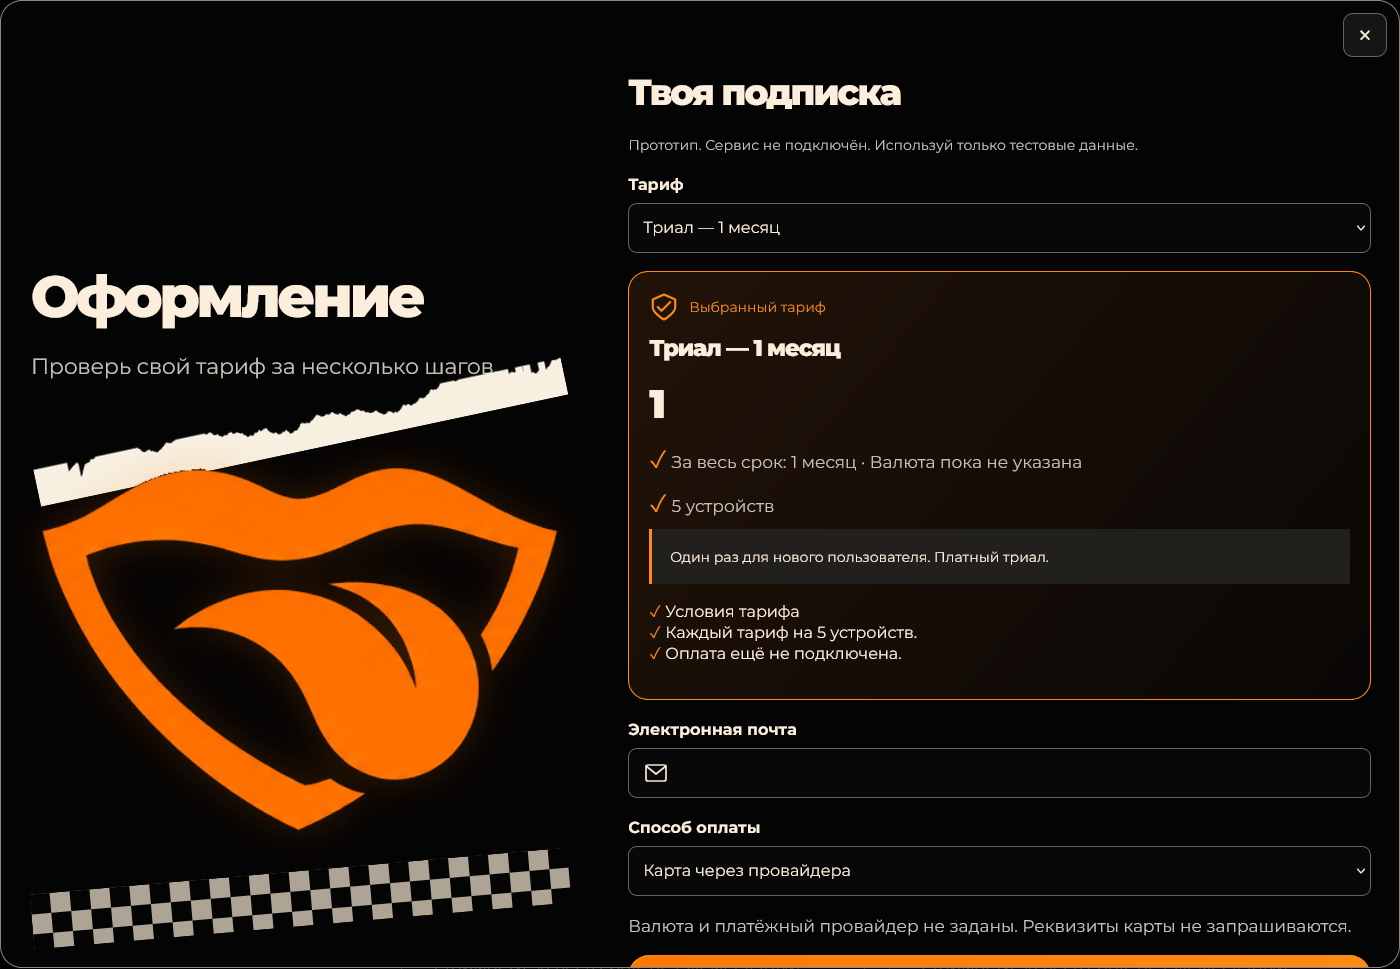 Оформление
Проверь свой тариф за несколько шагов
Твоя подписка
Прототип. Сервис не подключён. Используй только тестовые данные.
Тариф
Триал — 1 месяц
Выбранный тариф
Триал — 1 месяц
1
✓ За весь срок: 1 месяц · Валюта пока не указана
✓ 5 устройств
Один раз для нового пользователя. Платный триал.
✓ Условия тарифа
✓ Каждый тариф на 5 устройств.
✓ Оплата ещё не подключена.
Электронная почта
Способ оплаты
Карта через провайдера
Валюта и платёжный провайдер не заданы. Реквизиты карты не запрашиваются.